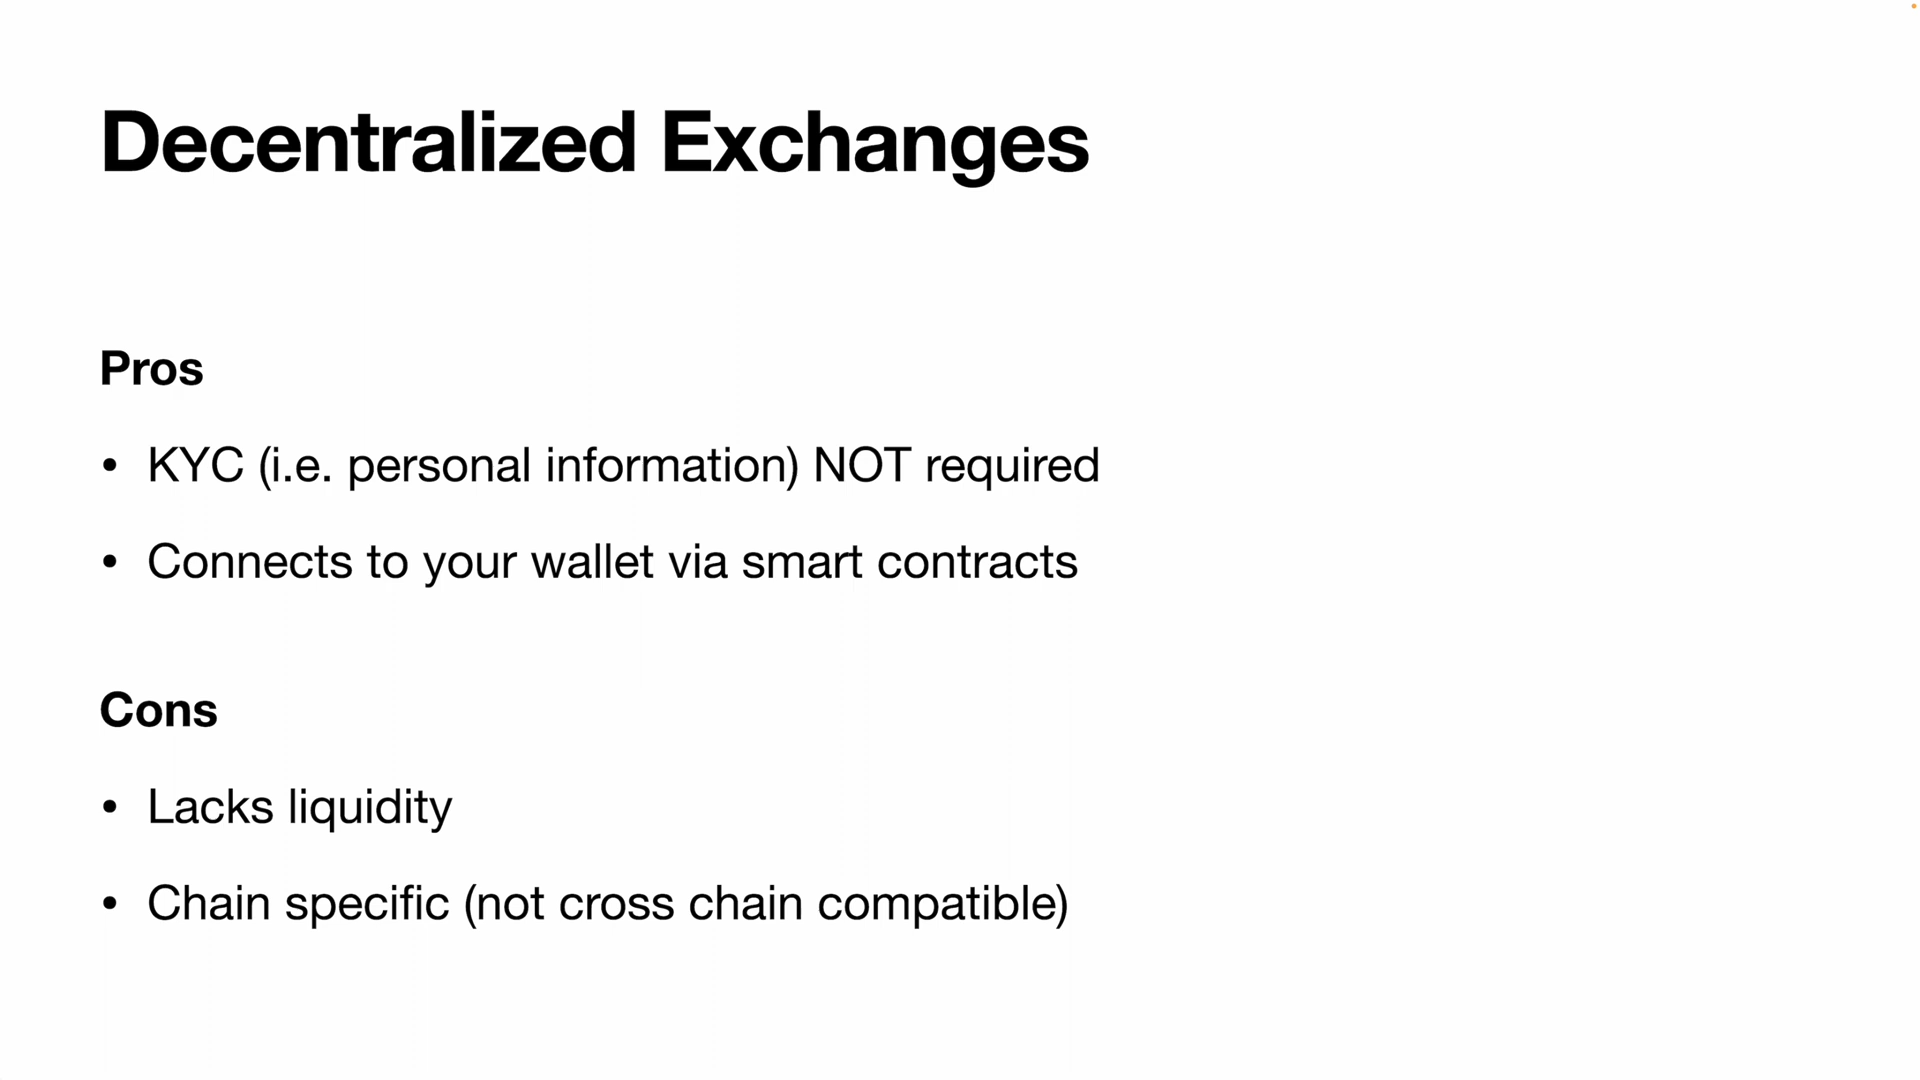 Decentralized Exchanges
Pros
• KYC (i.e. personal information) NOT required
• Connects to your wallet via smart contracts
Cons
• Lacks liquidity
• Chain specific (not cross chain compatible)